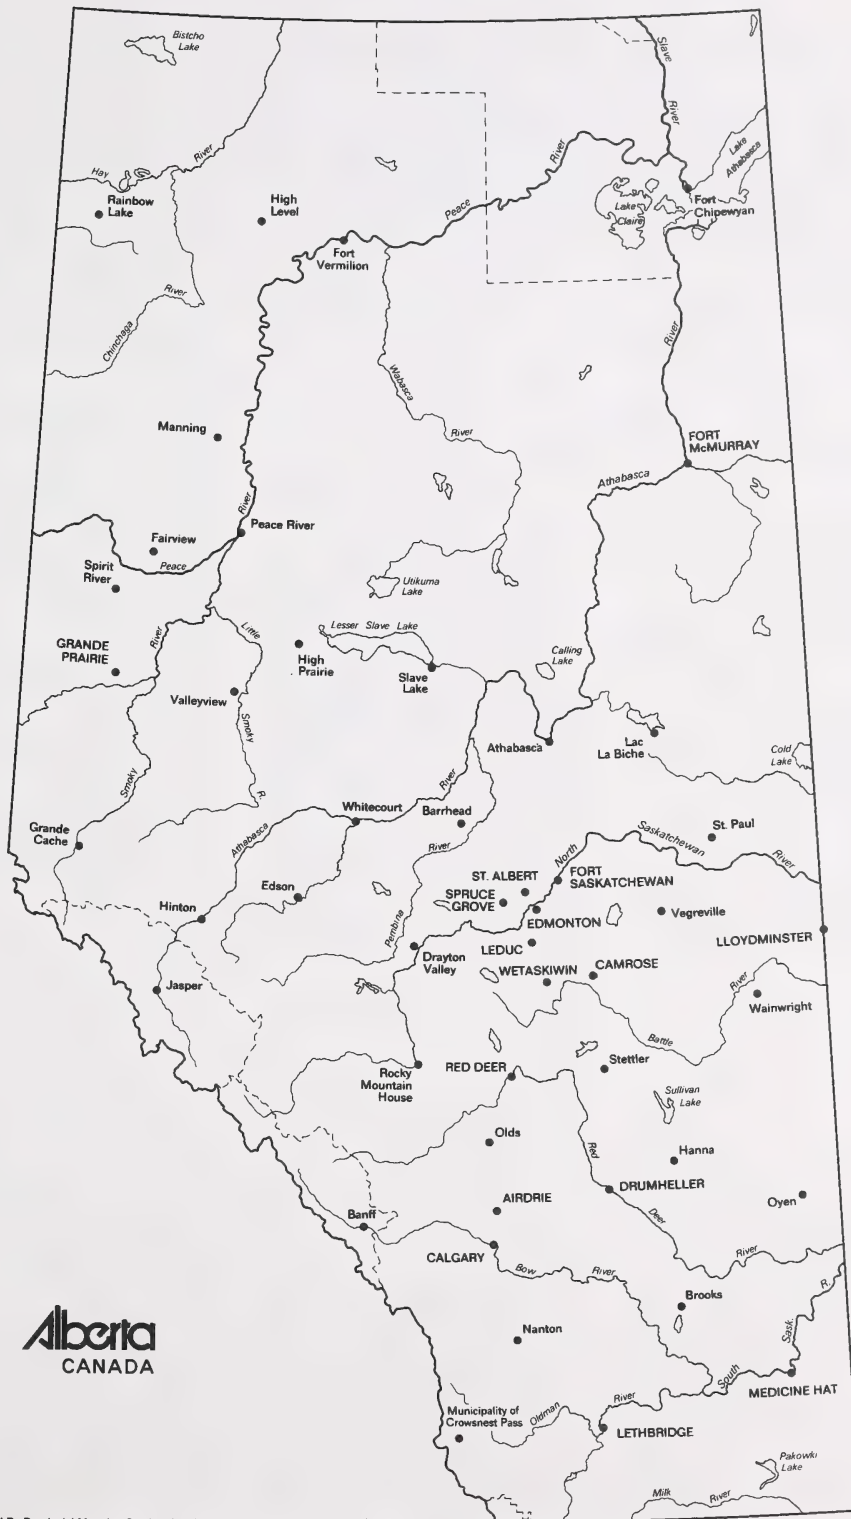 Bistcho
Lake
Slave
River
Lake
Athabasca
Hay
River
Rainbow
Lake
High
Level
Peace
River
Lake
Claire
Fort
Chipewyan
Fort
Vermilion
Chinchaga
River
River
Wabasca
River
Manning
FORT
McMURRAY
Athabasca
River
Peace River
Fairview
Peace
Spirit
River
Utikuma
Lake
GRANDE
PRAIRIE
River
Little
Lesser Slave Lake
High
Prairie
Slave
Lake
Calling
Lake
Valleyview
Smoky
R.
Smoky
Athabasca
Lac
La Biche
Cold
Lake
River
Whitecourt
Barrhead
River
Athabasca
St. Paul
Saskatchewan
River
North
Grande
Cache
Edson
Hinton
Pembina
ST. ALBERT
SPRUCE
GROVE
FORT
SASKATCHEWAN
EDMONTON
Vegreville
LLOYDMINSTER
LEDUC
Drayton
Valley
WETASKIWIN
CAMROSE
River
Wainwright
Jasper
Battle
Rocky
Mountain
House
RED DEER
Stettler
Sullivan
Lake
Olds
Red
Hanna
AIRDRIE
DRUMHELLER
Oyen
Deer
River
Banff
CALGARY
Bow
River
Brooks
R.
Sask.
Nanton
South
MEDICINE HAT
Alberta
CANADA
Municipality of
Crowsnest Pass
Oldman
River
LETHBRIDGE
Pakowki
Lake
Milk
River